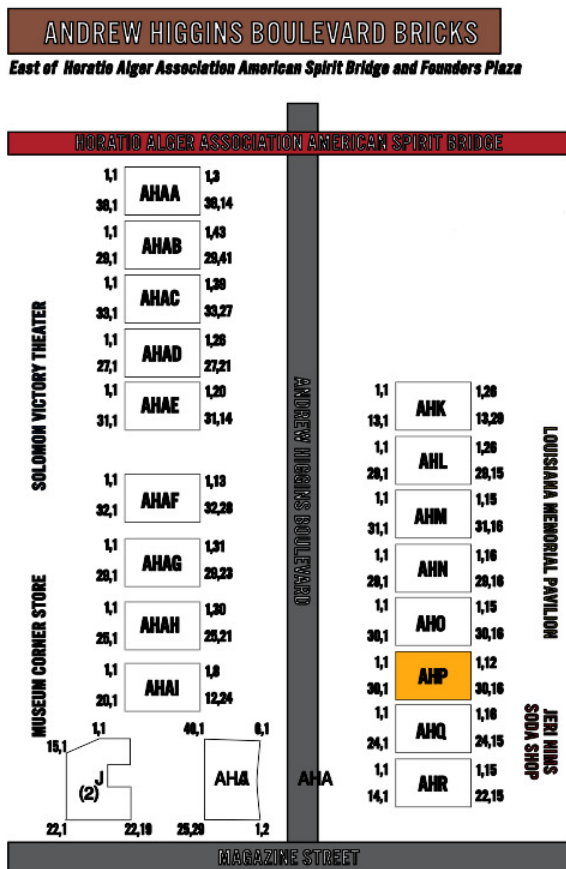 ANDREW HIGGINS BOULEVARD BRICKS
East of Horatio Alger Association American Spirit Bridge and Founders Plaza
HORATIO ALGER ASSOCIATION AMERICAN SPIRIT BRIDGE
1,1 AHAA 1,3
38,1 38,14
1,1 AHAB 1,43
29,1 29,41
1,1 AHAC 1,39
33,1 33,27
1,1 AHAD 1,26
27,1 27,21
1,1 AHAE 1,20
31,1 31,14
SOLOMON VICTORY THEATER
1,1 AHAF 1,13
32,1 32,28
1,1 AHAG 1,31
29,1 29,23
1,1 AHAH 1,30
25,1 25,21
1,1 AHAI 1,8
20,1 12,24
MUSEUM CORNER STORE
1,1
15,1
J
(2)
22,1 22,19
40,1 6,1
25,29 1,2
AHA
ANDREW HIGGINS BOULEVARD
1,1 AHK 1,26
13,1 13,29
1,1 AHL 1,26
29,1 29,15
1,1 AHM 1,15
31,1 31,16
1,1 AHN 1,16
29,1 29,16
1,1 AHO 1,15
30,1 30,16
1,1 AHP 1,12
30,1 30,16
1,1 AHQ 1,16
24,1 24,15
1,1 AHR 1,15
14,1 22,15
LOUISIANA MEMORIAL PAVILION
JERI NIMS
SODA SHOP
MAGAZINE STREET